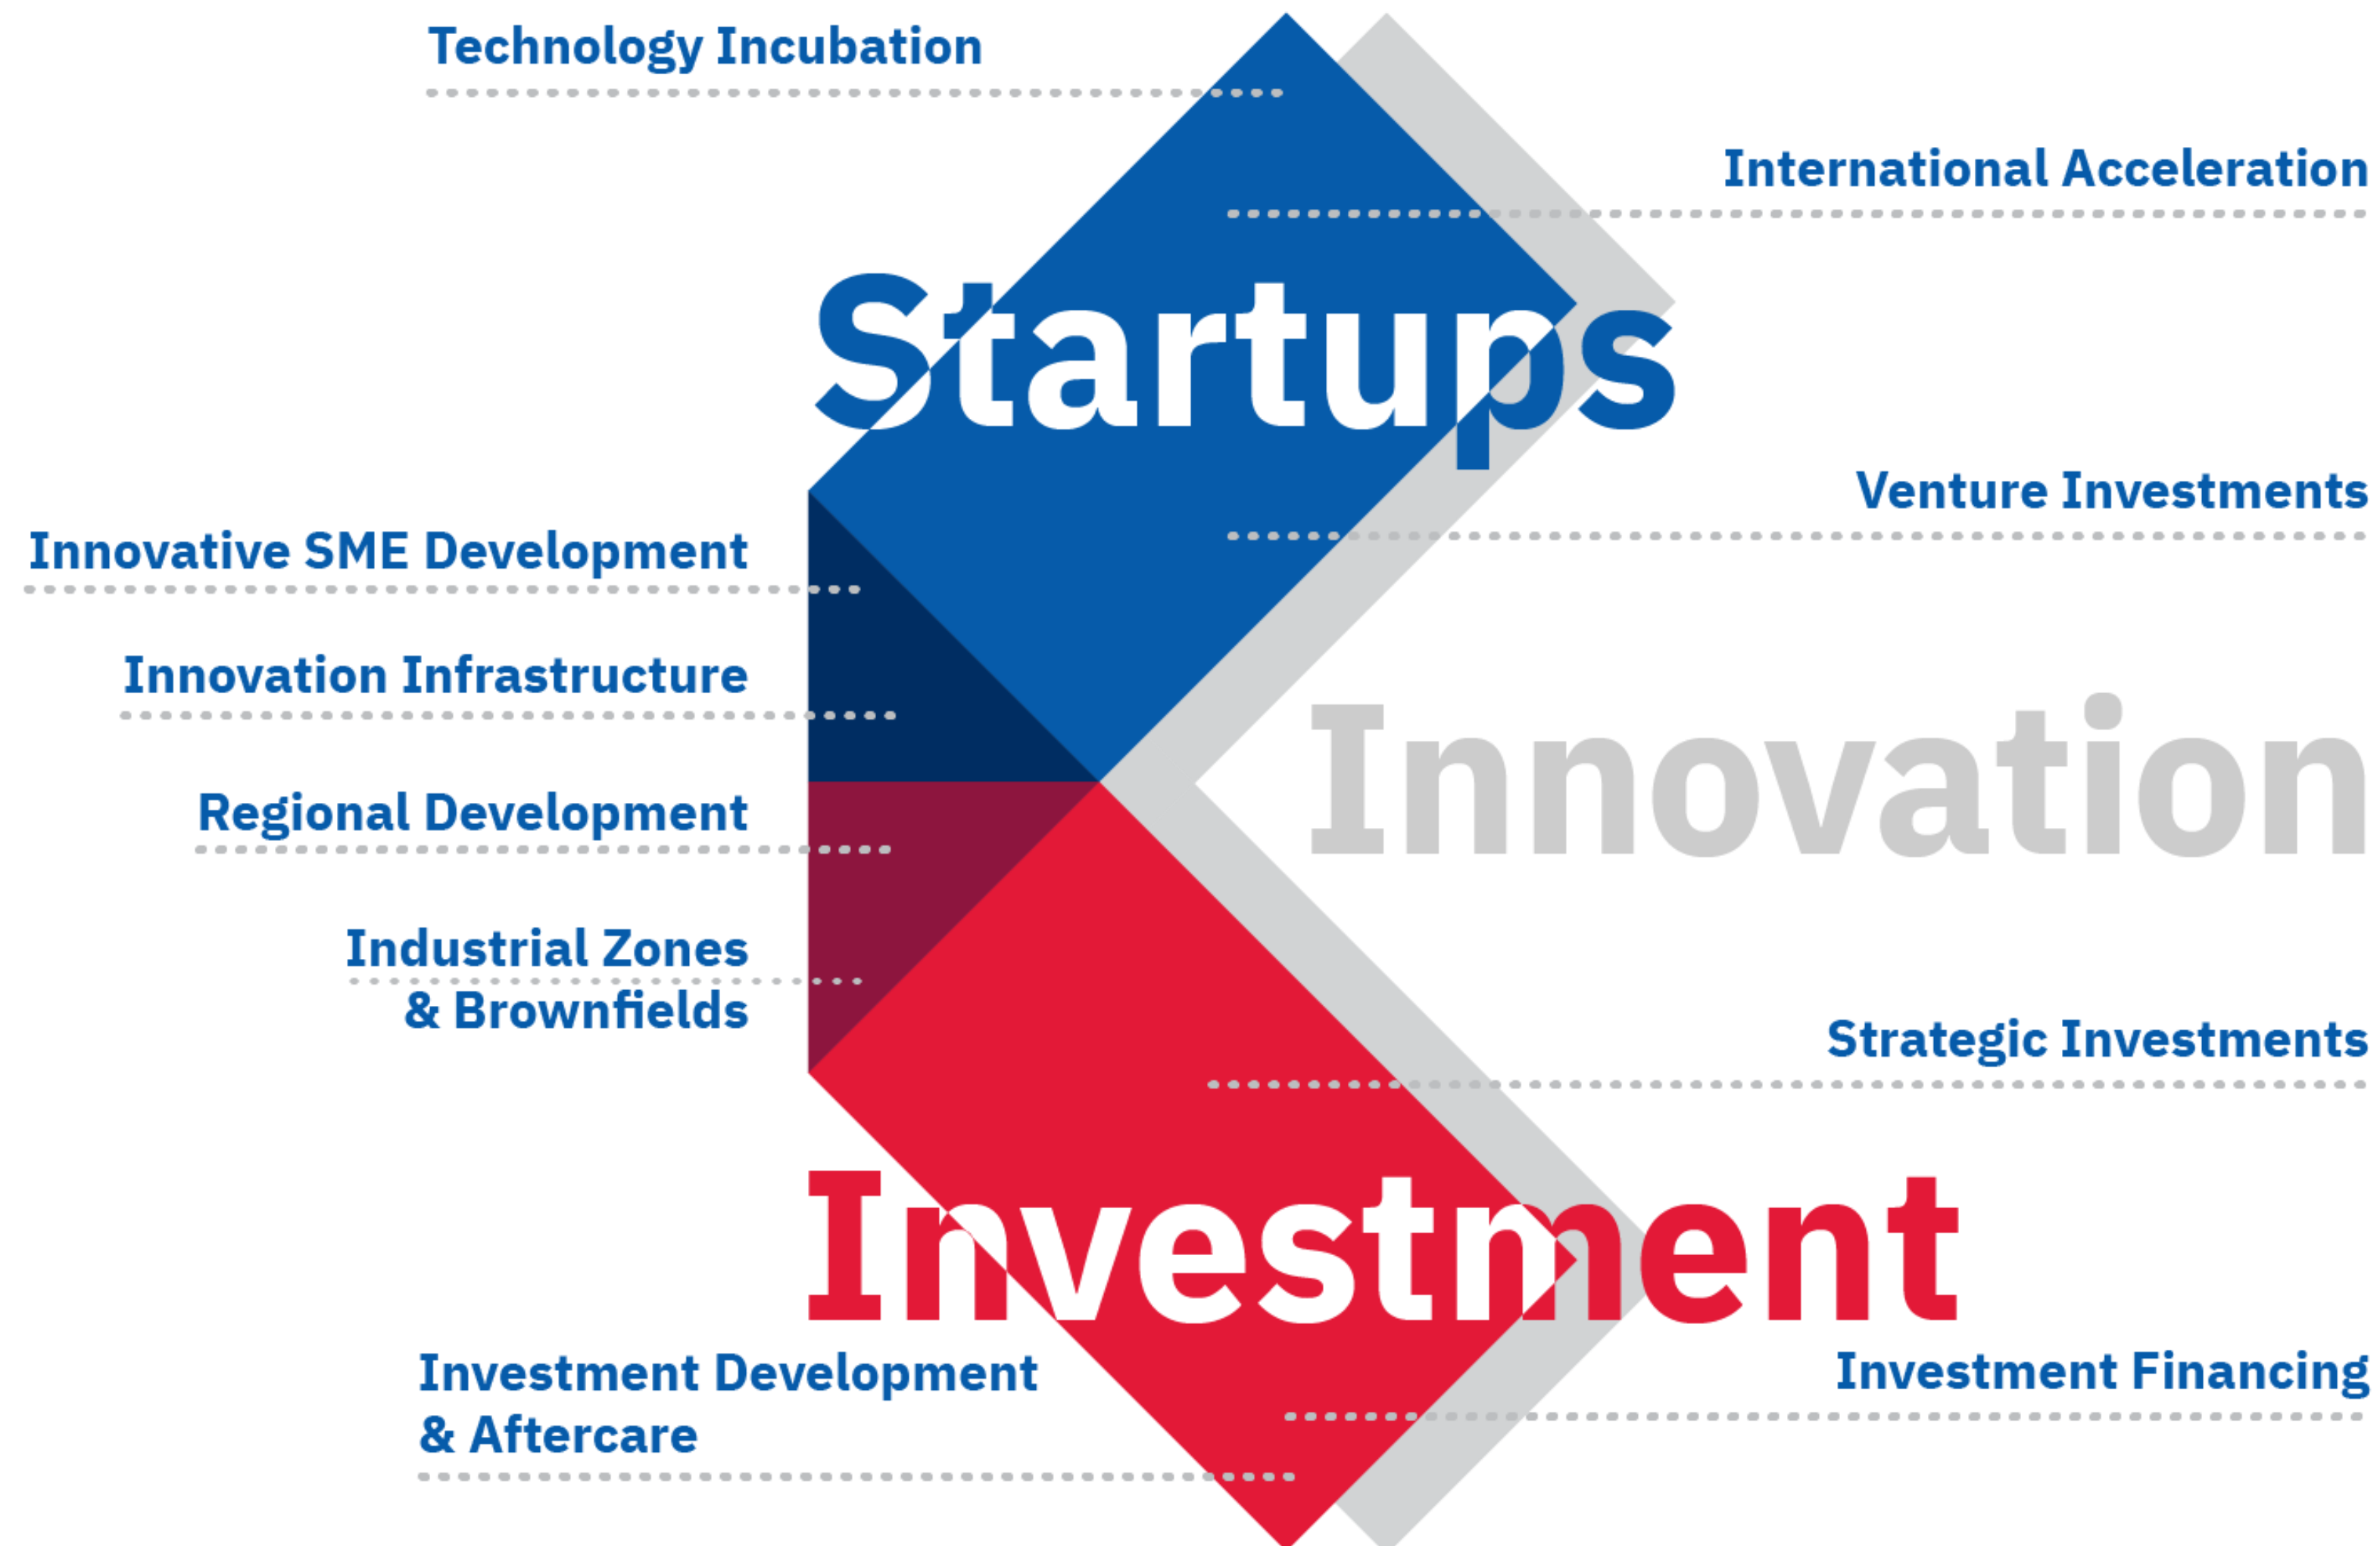 Technology Incubation
International Acceleration
Startups
Venture Investments
Innovative SME Development
Innovation Infrastructure
Innovation
Regional Development
Industrial Zones
& Brownfields
Strategic Investments
Investment
Investment Development
& Aftercare
Investment Financing